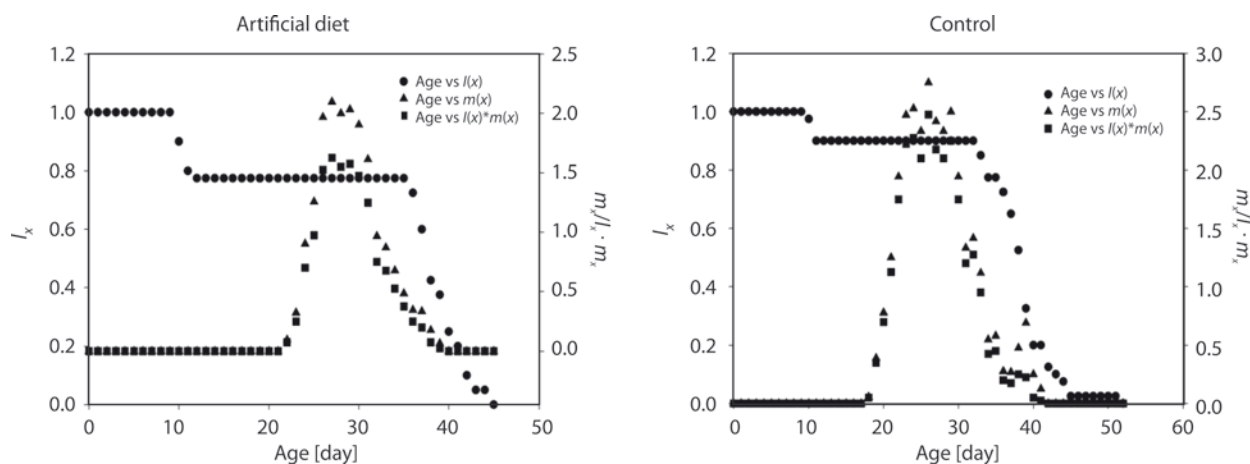 Artificial diet
1.2
1.0
0.8
0.6
0.4
0.2
0.0
lx
2.5
2.0
1.5
1.0
0.5
0.0
mx/lx · mx
Age vs l(x)
Age vs m(x)
Age vs l(x)*m(x)
0 10 20 30 40 50
Age [day]
Control
1.2
1.0
0.8
0.6
0.4
0.2
0.0
lx
3.0
2.5
2.0
1.5
1.0
0.5
0.0
mx/lx · mx
Age vs l(x)
Age vs m(x)
Age vs l(x)*m(x)
0 10 20 30 40 50 60
Age [day]